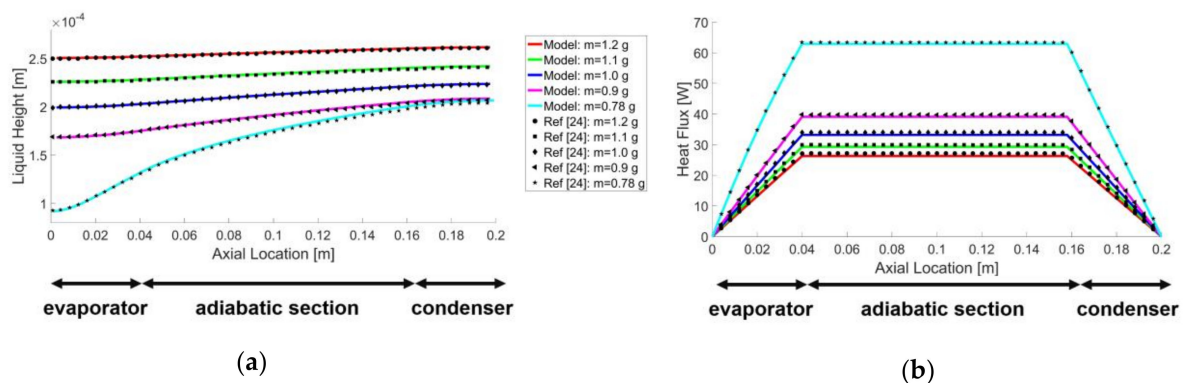 ×10⁻⁴
2.5
2
1.5
1
Liquid Height [m]
0
0.02
0.04
0.06
0.08
0.1
0.12
0.14
0.16
0.18
0.2
Axial Location [m]
evaporator
adiabatic section
condenser
(a)
Model: m=1.2 g
Model: m=1.1 g
Model: m=1.0 g
Model: m=0.9 g
Model: m=0.78 g
Ref [24]: m=1.2 g
Ref [24]: m=1.1 g
Ref [24]: m=1.0 g
Ref [24]: m=0.9 g
Ref [24]: m=0.78 g
70
60
50
40
30
20
10
0
Heat Flux [W]
0
0.02
0.04
0.06
0.08
0.1
0.12
0.14
0.16
0.18
0.2
Axial Location [m]
evaporator
adiabatic section
condenser
(b)